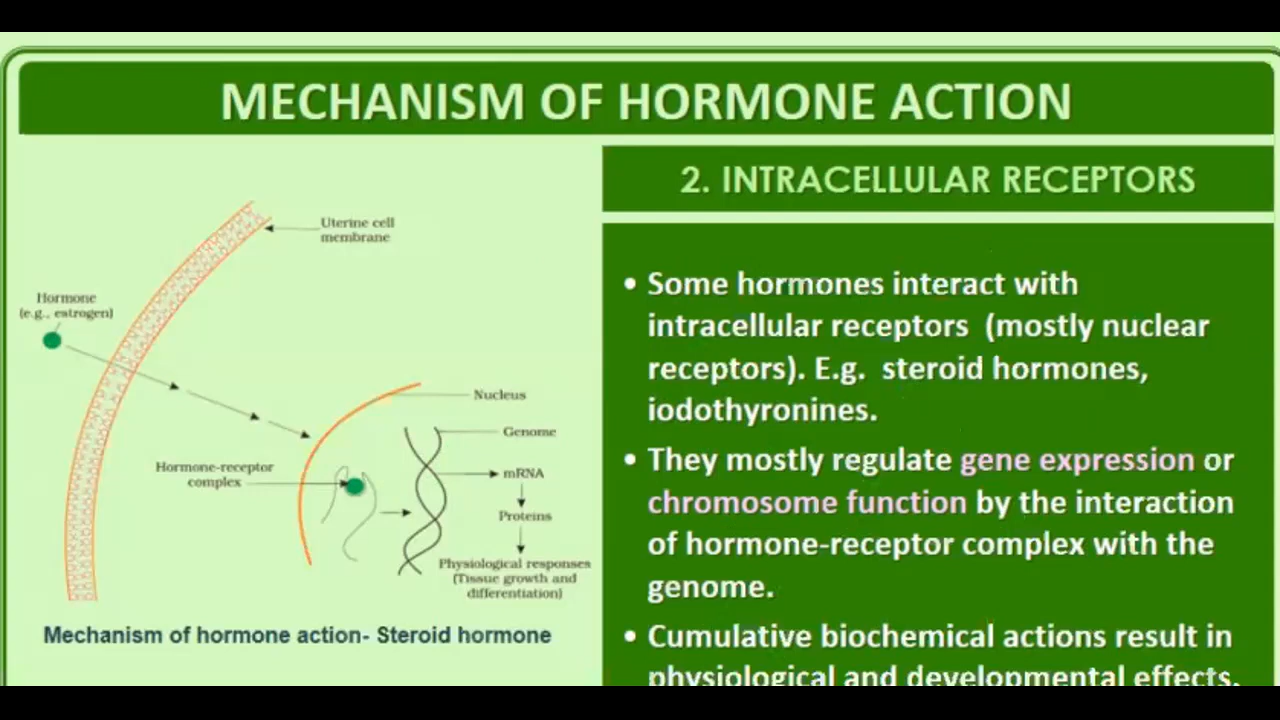 MECHANISM OF HORMONE ACTION
Uterine cell
membrane
Hormone
(e.g., estrogen)
Nucleus
Genome
Hormone-receptor
complex
mRNA
Proteins
Physiological responses
(Tissue growth and
differentiation)
Mechanism of hormone action- Steroid hormone
2. INTRACELLULAR RECEPTORS
• Some hormones interact with
intracellular receptors (mostly nuclear
receptors). E.g. steroid hormones,
iodothyronines.
• They mostly regulate gene expression or
chromosome function by the interaction
of hormone-receptor complex with the
genome.
• Cumulative biochemical actions result in
physiological and developmental effects.